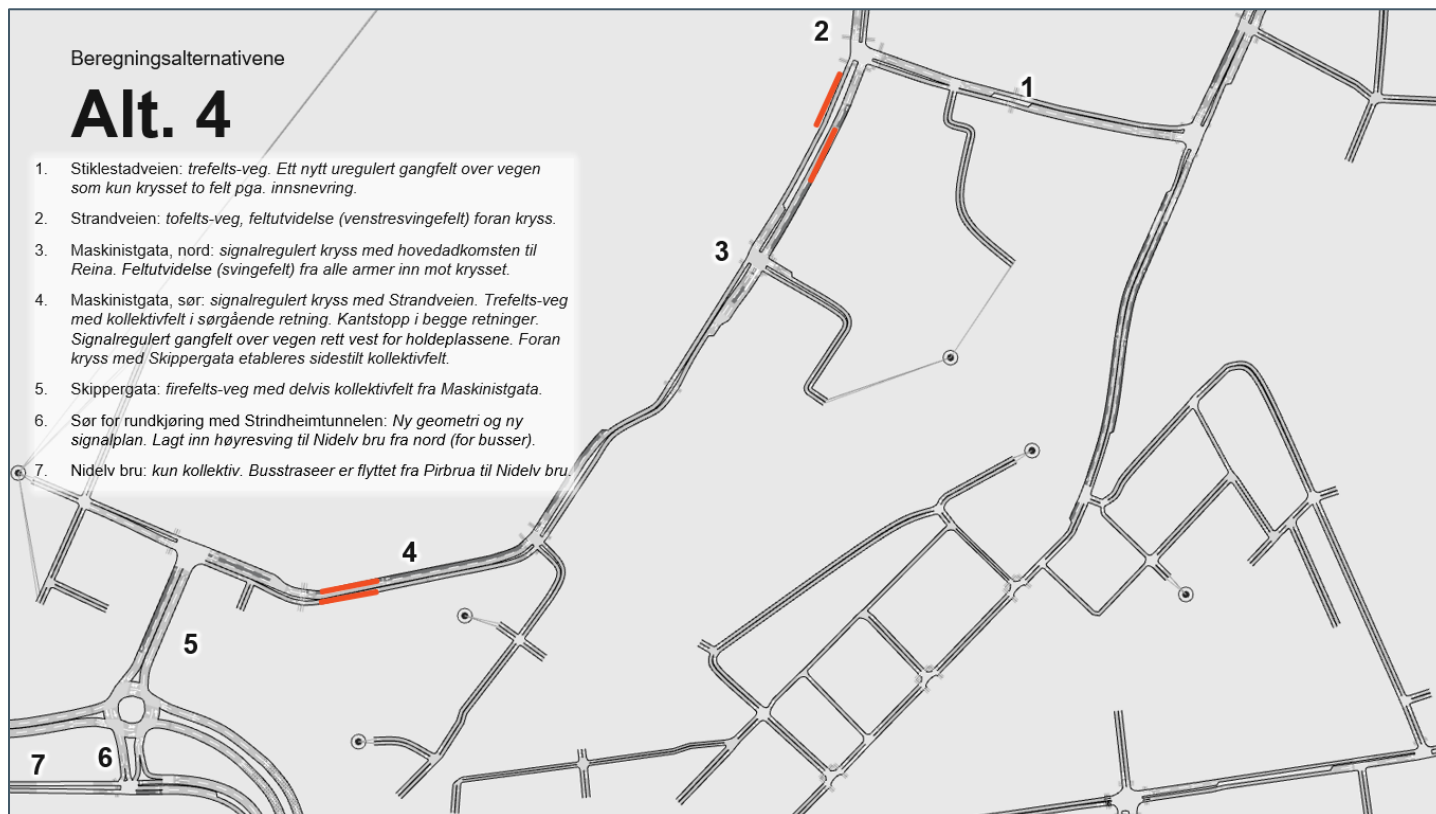 Beregningsalternativene
Alt. 4
1. Stiklestadveien: trefelts-veg. Ett nytt uregulert gangfelt over vegen
som kun krysset to felt pga. innsnevring.
2. Strandveien: tofelts-veg, feltutvidelse (venstresvingefelt) foran kryss.
3. Maskinistgata, nord: signalregulert kryss med hovedadkomsten til
Reina. Feltutvidelse (svingefelt) fra alle armer inn mot krysset.
4. Maskinistgata, sør: signalregulert kryss med Strandveien. Trefelts-veg
med kollektivfelt i sørgående retning. Kantstopp i begge retninger.
Signalregulert gangfelt over vegen rett vest for holdeplassene. Foran
kryss med Skippergata etableres sidestilt kollektivfelt.
5. Skippergata: firefelts-veg med delvis kollektivfelt fra Maskinistgata.
6. Sør for rundkjøring med Strindheimtunnelen: Ny geometri og ny
signalplan. Lagt inn høyresving til Nidelv bru fra nord (for busser).
7. Nidelv bru: kun kollektiv. Busstraseer er flyttet fra Pirbrua til Nidelv bru.
2
1
3
4
5
6
7